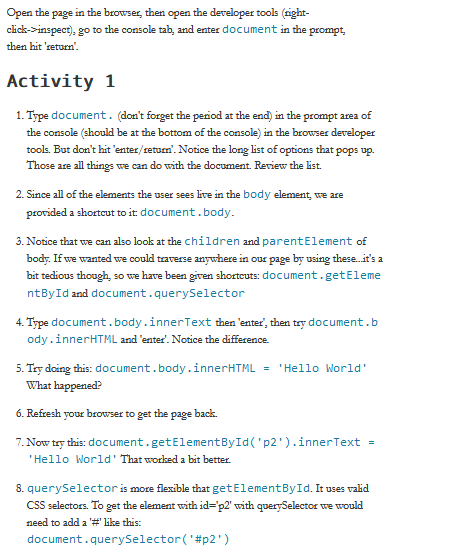 Open the page in the browser, then open the developer tools (right-
click->inspect), go to the console tab, and enter document in the prompt,
then hit 'return'.
Activity 1
1. Type document. (don't forget the period at the end) in the prompt area of
the console (should be at the bottom of the console) in the browser developer
tools. But don't hit 'enter/return'. Notice the long list of options that pops up.
Those are all things we can do with the document. Review the list.
2. Since all of the elements the user sees live in the body element, we are
provided a shortcut to it: document.body.
3. Notice that we can also look at the children and parentElement of
body. If we wanted we could traverse anywhere in our page by using these...it's a
bit tedious though, so we have been given shortcuts: document.getEleme
ntById and document.querySelector
4. Type document.body.innerText then 'enter', then try document.b
ody.innerHTML and 'enter'. Notice the difference.
5. Try doing this: document.body.innerHTML = 'Hello World'
What happened?
6. Refresh your browser to get the page back.
7. Now try this: document.getElementById('p2').innerText =
'Hello World' That worked a bit better.
8. querySelector is more flexible that getElementById. It uses valid
CSS selectors. To get the element with id='p2' with querySelector we would
need to add a '#' like this:
document.querySelector('#p2')